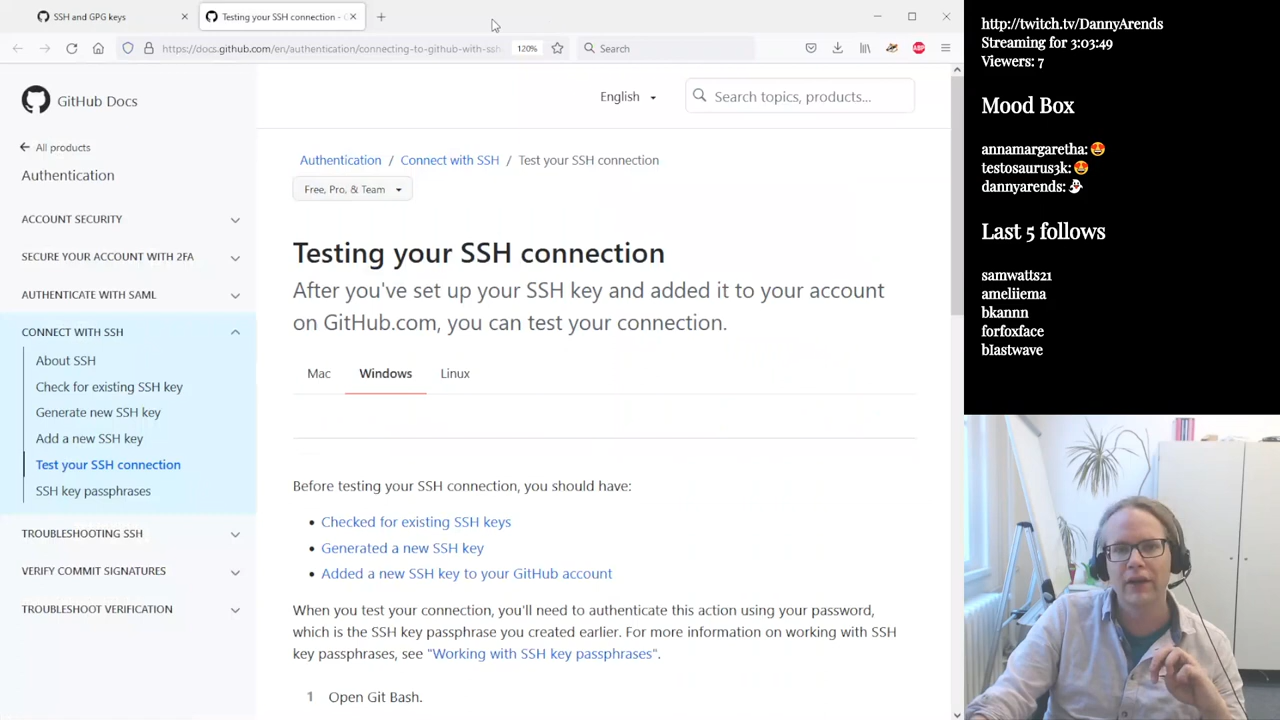 SSH and GPG keys
Testing your SSH connection - G
https://docs.github.com/en/authentication/connecting-to-github-with-ssh
120%
Search
GitHub Docs
English
Search topics, products...
All products
Authentication
ACCOUNT SECURITY
SECURE YOUR ACCOUNT WITH 2FA
AUTHENTICATE WITH SAML
CONNECT WITH SSH
About SSH
Check for existing SSH key
Generate new SSH key
Add a new SSH key
Test your SSH connection
SSH key passphrases
TROUBLESHOOTING SSH
VERIFY COMMIT SIGNATURES
TROUBLESHOOT VERIFICATION
Authentication / Connect with SSH / Test your SSH connection
Free, Pro, & Team
Testing your SSH connection
After you've set up your SSH key and added it to your account
on GitHub.com, you can test your connection.
Mac Windows Linux
Before testing your SSH connection, you should have:
• Checked for existing SSH keys
• Generated a new SSH key
• Added a new SSH key to your GitHub account
When you test your connection, you'll need to authenticate this action using your password,
which is the SSH key passphrase you created earlier. For more information on working with SSH
key passphrases, see "Working with SSH key passphrases".
1 Open Git Bash.
http://twitch.tv/DannyArends
Streaming for 3:03:49
Viewers: 7
Mood Box
annamargaretha: 😍
testosaurus3k: 😍
dannyarends: 👻
Last 5 follows
samwatts21
ameliiema
bkannn
forfoxface
blastwave